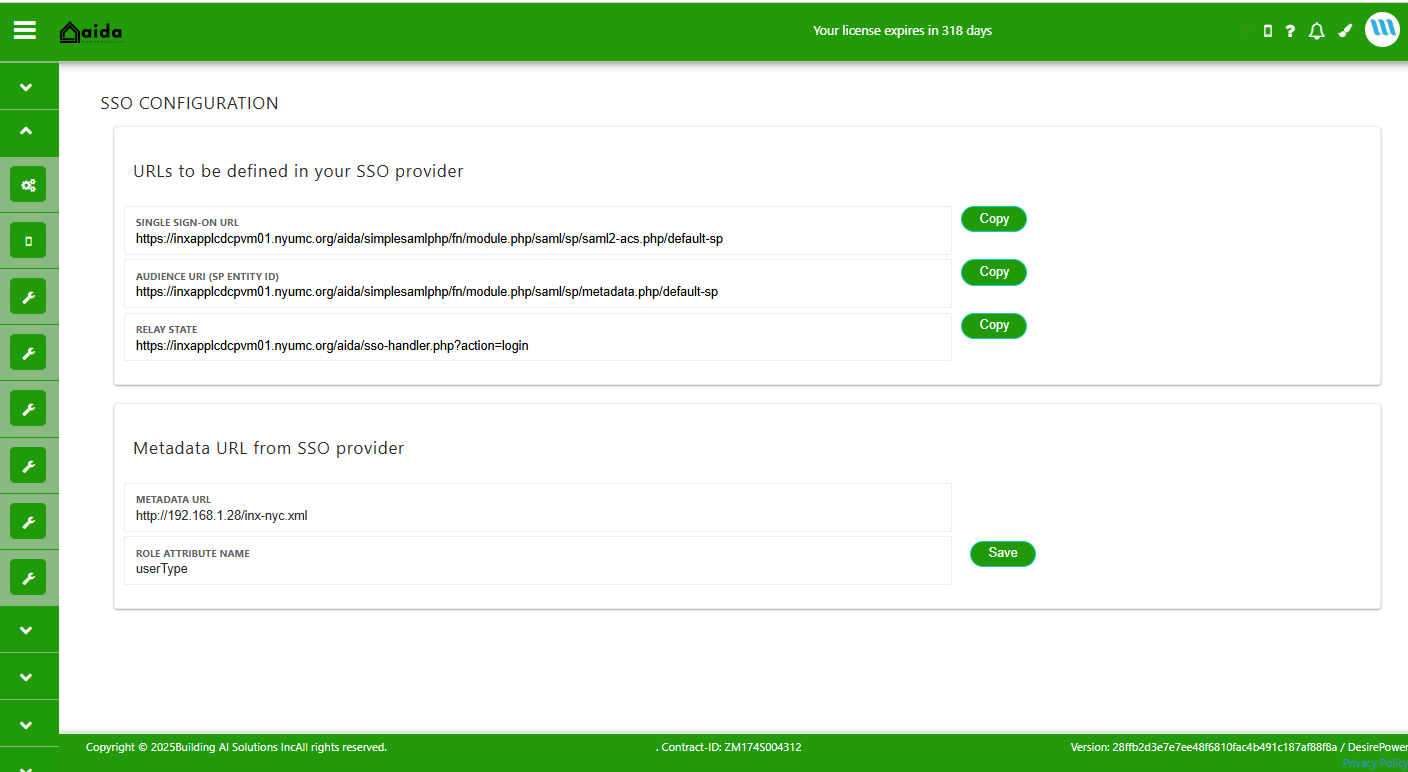 aida
Your license expires in 318 days
?
SSO CONFIGURATION
URLs to be defined in your SSO provider
SINGLE SIGN-ON URL
https://inxapplcdcpvm01.nyumc.org/aida/simplesamlphp/fn/module.php/saml/sp/saml2-acs.php/default-sp
Copy
AUDIENCE URI (SP ENTITY ID)
https://inxapplcdcpvm01.nyumc.org/aida/simplesamlphp/fn/module.php/saml/sp/metadata.php/default-sp
Copy
RELAY STATE
https://inxapplcdcpvm01.nyumc.org/aida/sso-handler.php?action=login
Copy
Metadada URL from SSO provider
METADATA URL
http://192.168.1.28/inx-nyc.xml
ROLE ATTRIBUTE NAME
userType
Save
Copyright © 2025Building AI Solutions IncAll rights reserved.
. Contract-ID: ZM174S004312
Version: 28ffb2d3e7e7ee48f6810fac4b491c187af88f8a / DesirePower
Privacy Policy